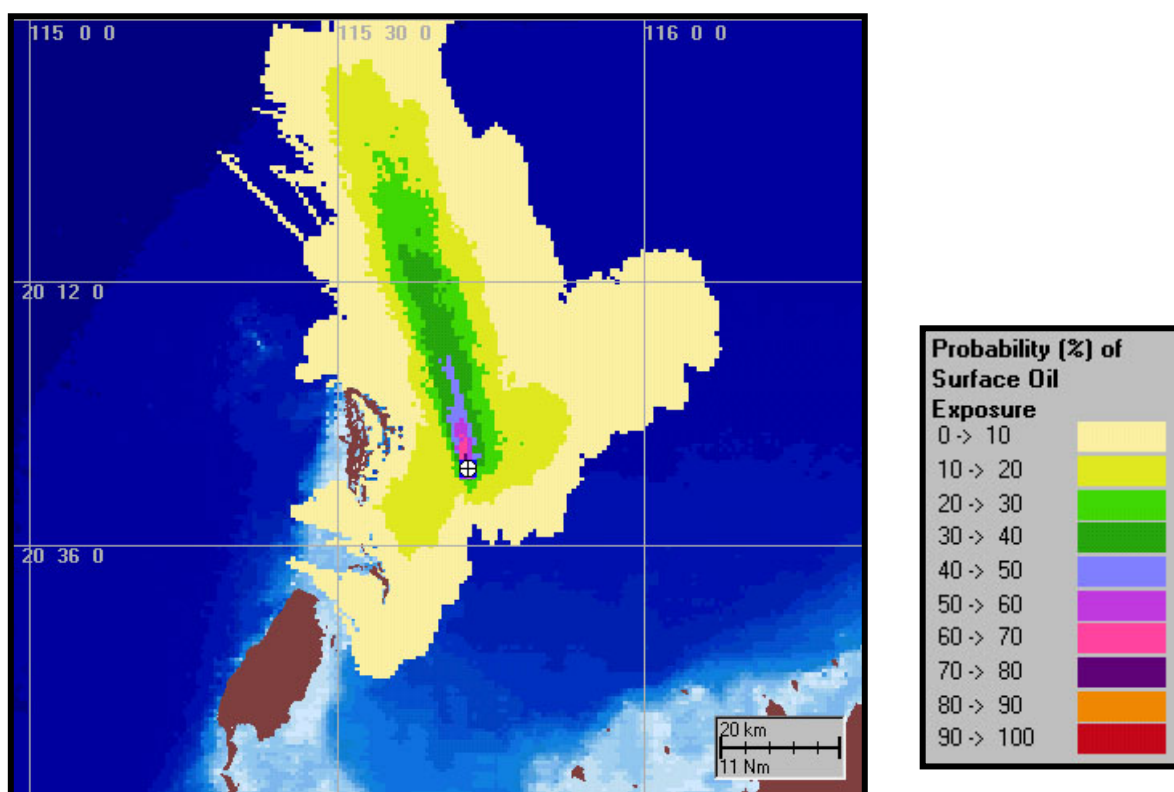 115 0 0
115 30 0
116 0 0
20 12 0
20 36 0
20 km
11 Nm
Probability (%) of
Surface Oil
Exposure
0 -> 10
10 -> 20
20 -> 30
30 -> 40
40 -> 50
50 -> 60
60 -> 70
70 -> 80
80 -> 90
90 -> 100